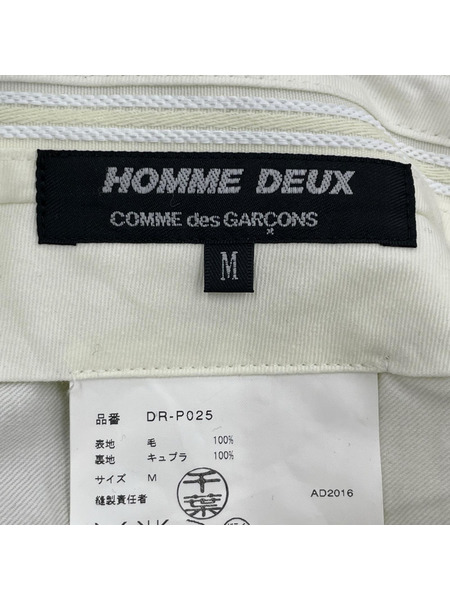 HOMME DEUX
COMME des GARÇONS
M
品番 DR-P025
表地 毛 100%
裏地 キュプラ 100%
サイズ M
縫製責任者 千葉 AD2016